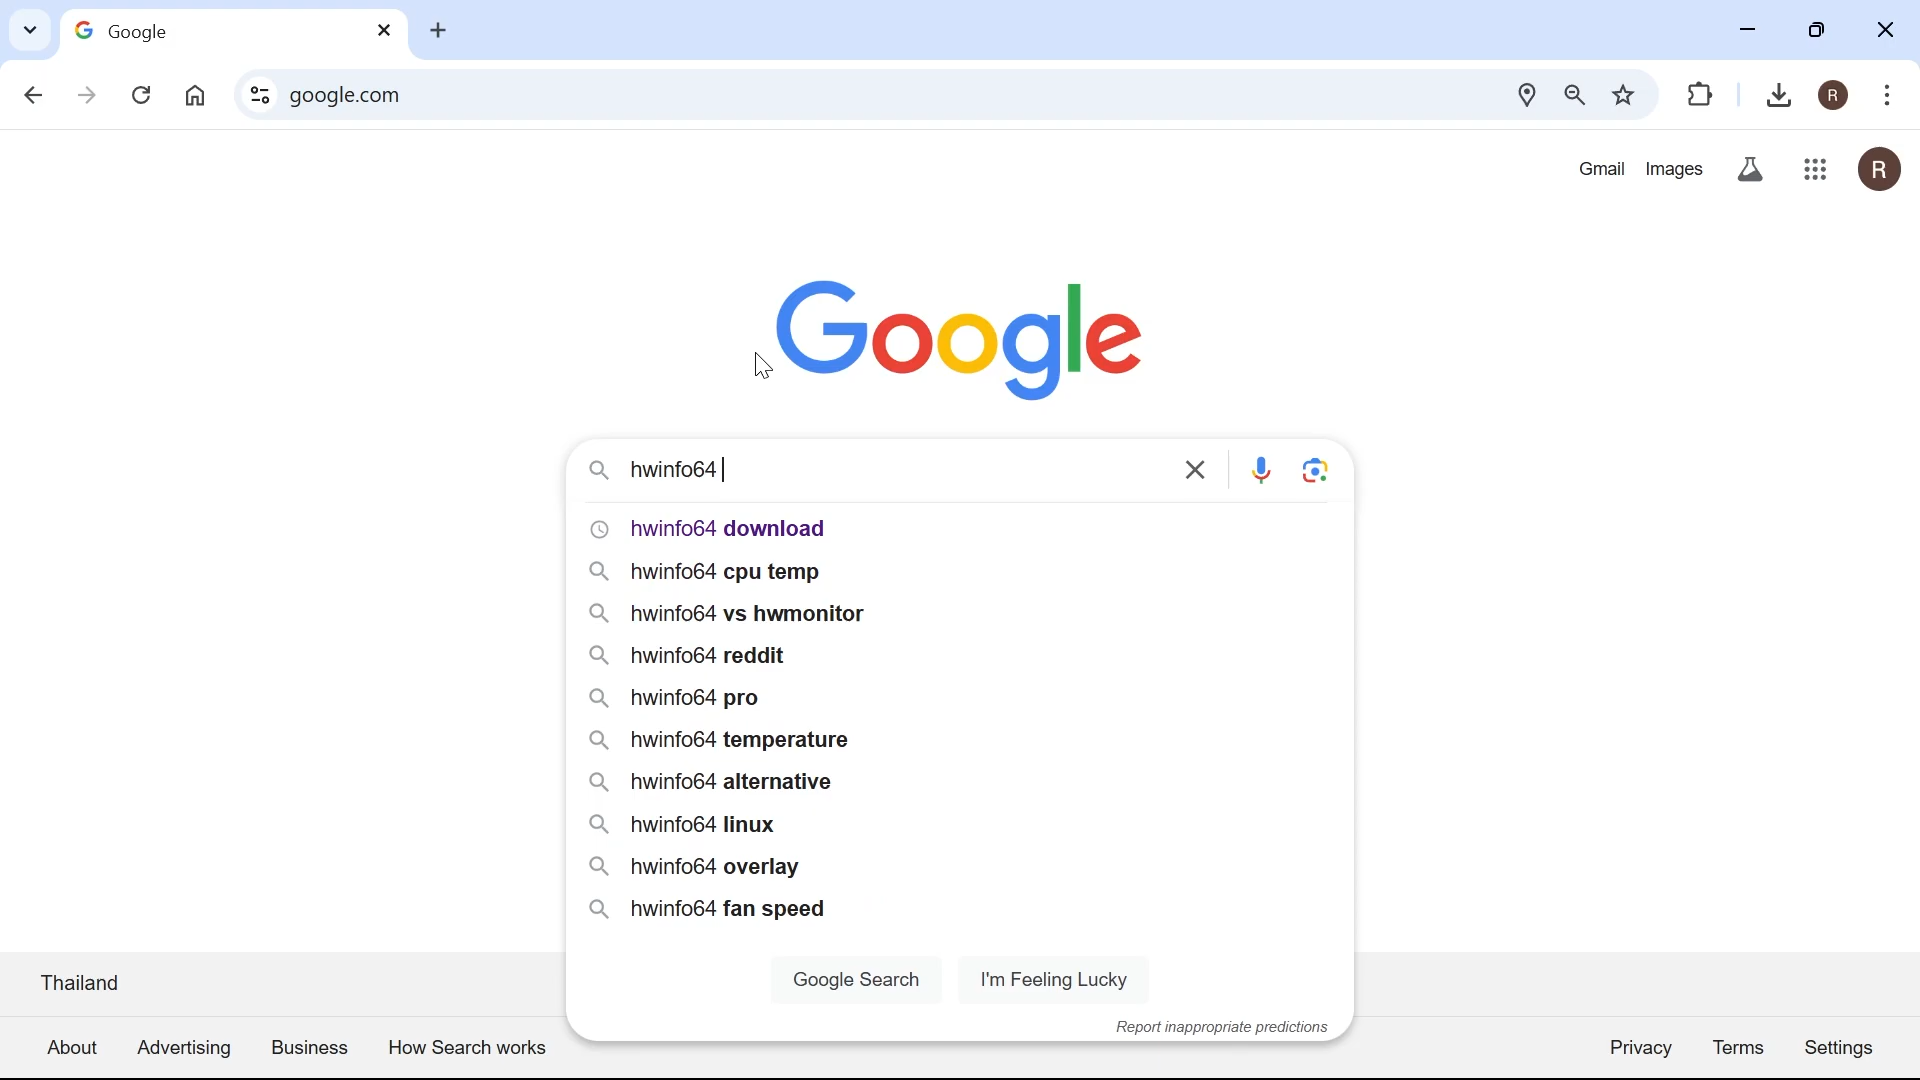 Google
google.com
R
Gmail Images
R
Google
hwinfo64
hwinfo64 download
hwinfo64 cpu temp
hwinfo64 vs hwmonitor
hwinfo64 reddit
hwinfo64 pro
hwinfo64 temperature
hwinfo64 alternative
hwinfo64 linux
hwinfo64 overlay
hwinfo64 fan speed
Google Search I'm Feeling Lucky
Report inappropriate predictions
Thailand
About Advertising Business How Search works Privacy Terms Settings